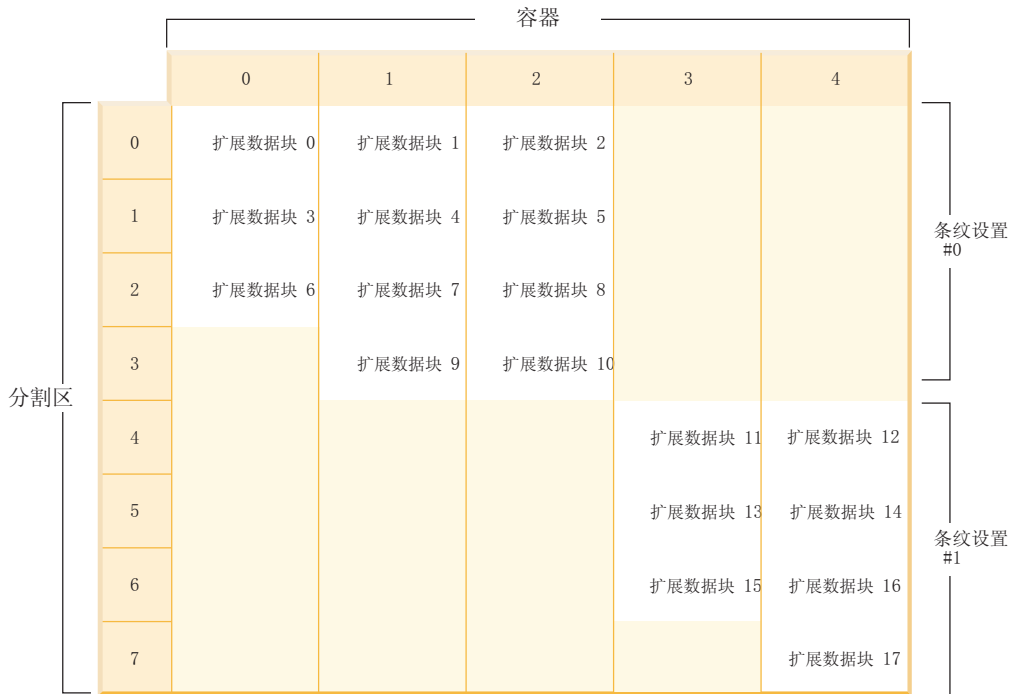 容器
0 1 2 3 4
0 扩展数据块 0 扩展数据块 1 扩展数据块 2
1 扩展数据块 3 扩展数据块 4 扩展数据块 5
条纹设置
#0
2 扩展数据块 6 扩展数据块 7 扩展数据块 8
3 扩展数据块 9 扩展数据块 10
分割区
4 扩展数据块 11 扩展数据块 12
5 扩展数据块 13 扩展数据块 14
条纹设置
#1
6 扩展数据块 15 扩展数据块 16
7 扩展数据块 17